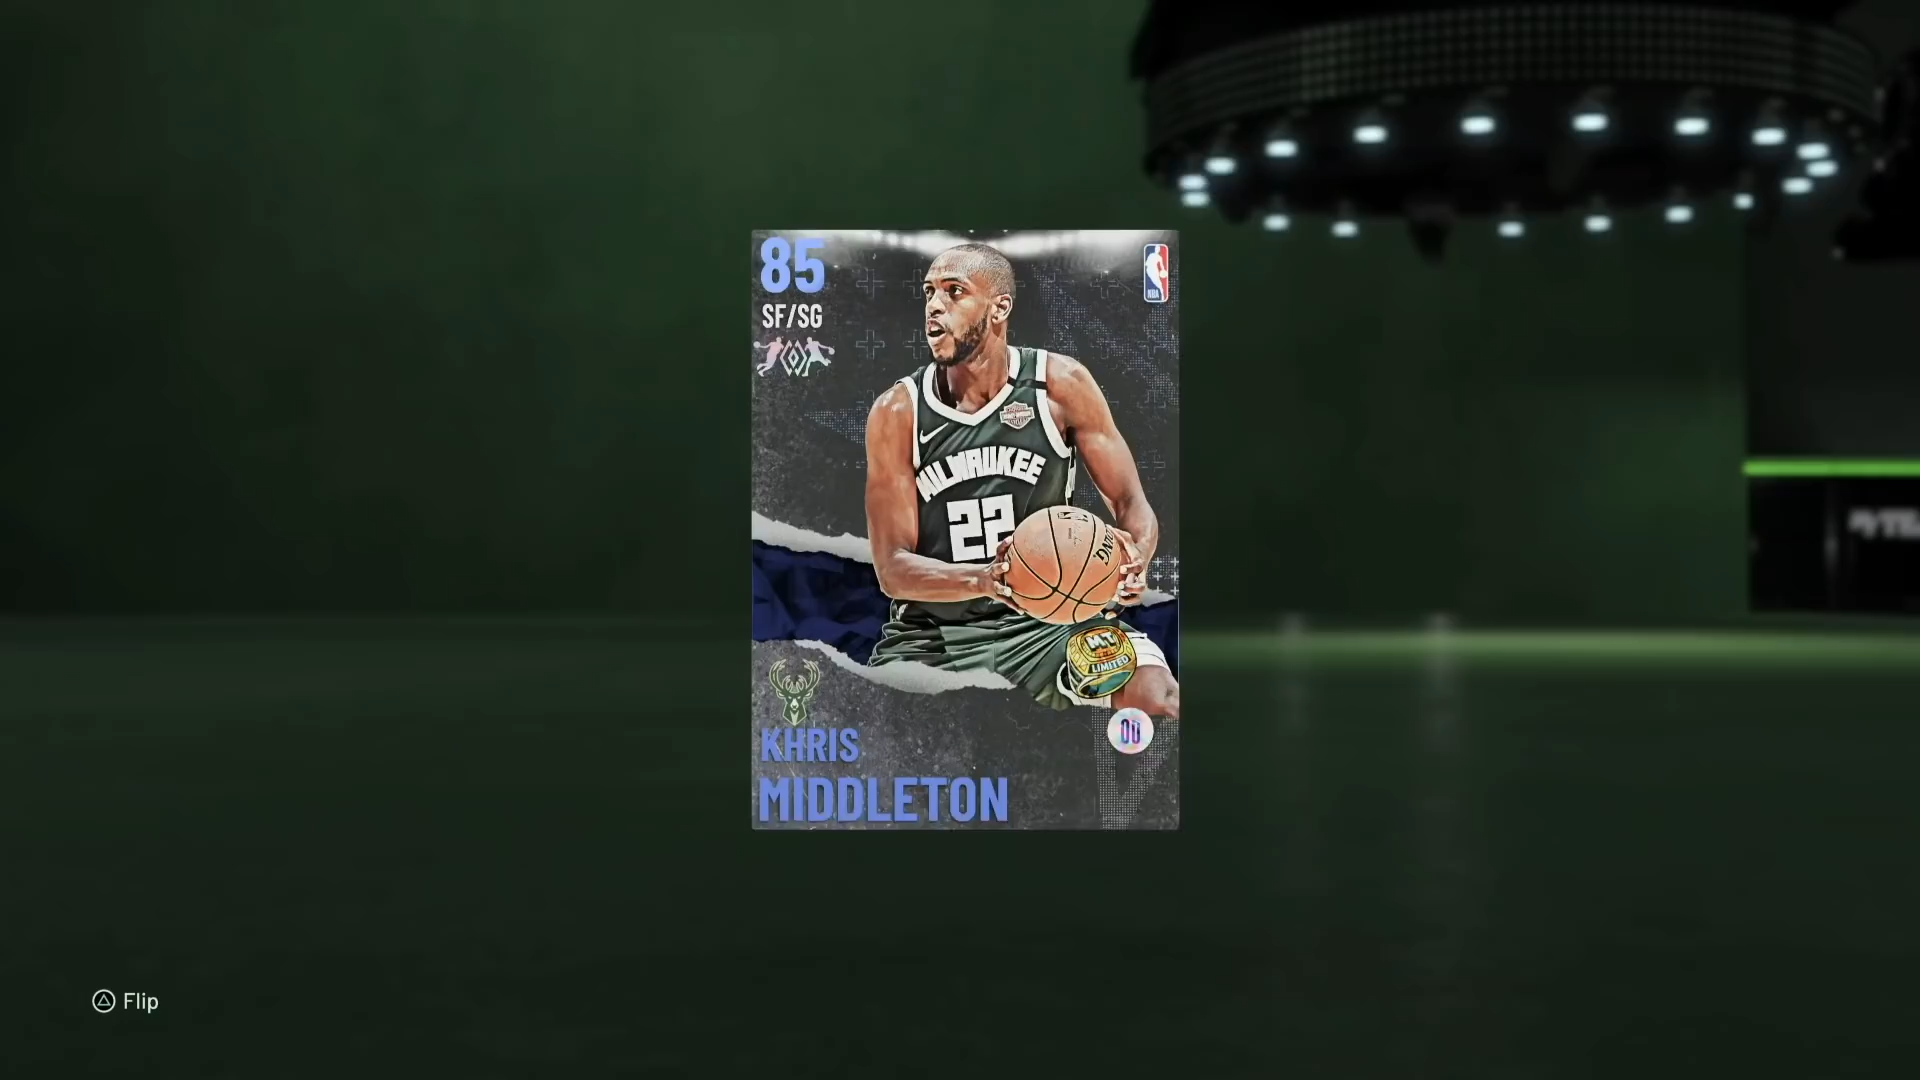 85
SF/SG
NBA
MILWAUKEE
22
MT
LIMITED
00
KHRIS
MIDDLETON
Flip